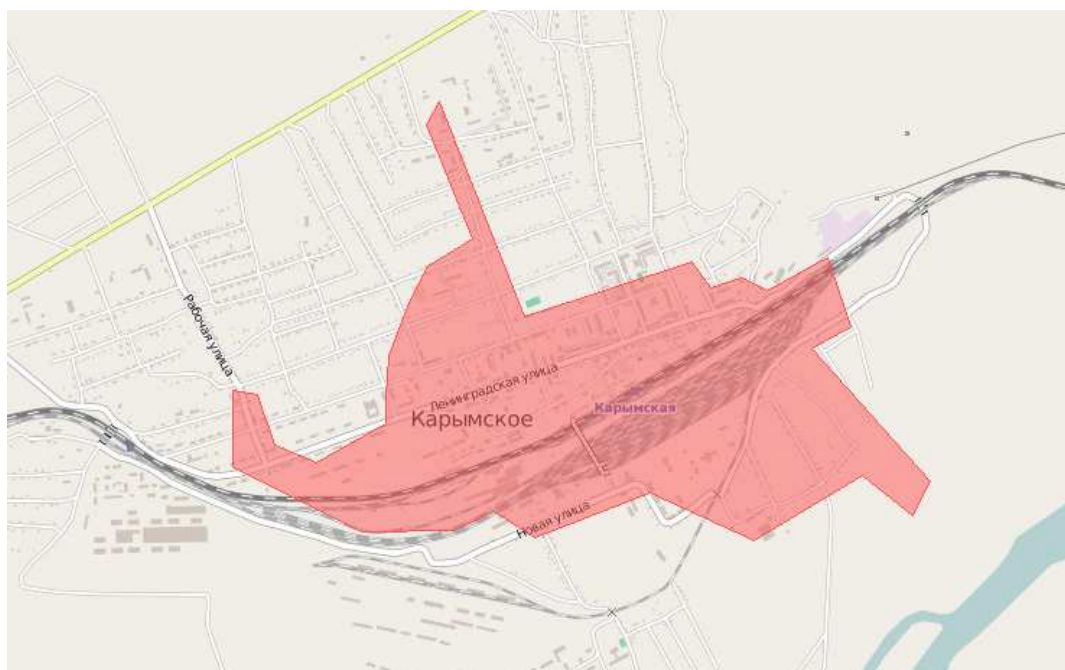 Рабочая улица
Ленинградская улица
Карымская
Карымское
Новая улица